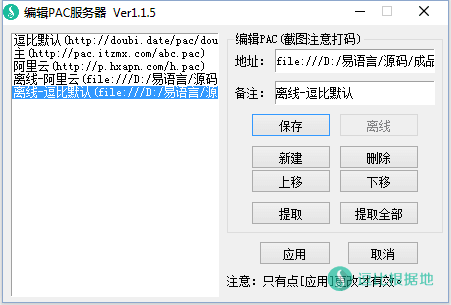 编辑PAC服务器 Ver1.1.5
逗比默认(http://doubi.date/pac/dou
主(http://pac.itzmx.com/abc.pac)
阿里云(http://p.hxapn.com/h.pac)
离线-阿里云(file:///D:/易语言/源码
离线-逗比默认(file:///D:/易语言/源
编辑PAC(截图注意打码)
地址: file:///D:/易语言/源码/成品
备注: 离线-逗比默认
保存 离线
新建 删除
上移 下移
提取 提取全部
应用 取消
注意: 只有点[应用]更改才有效。
逗比根据地